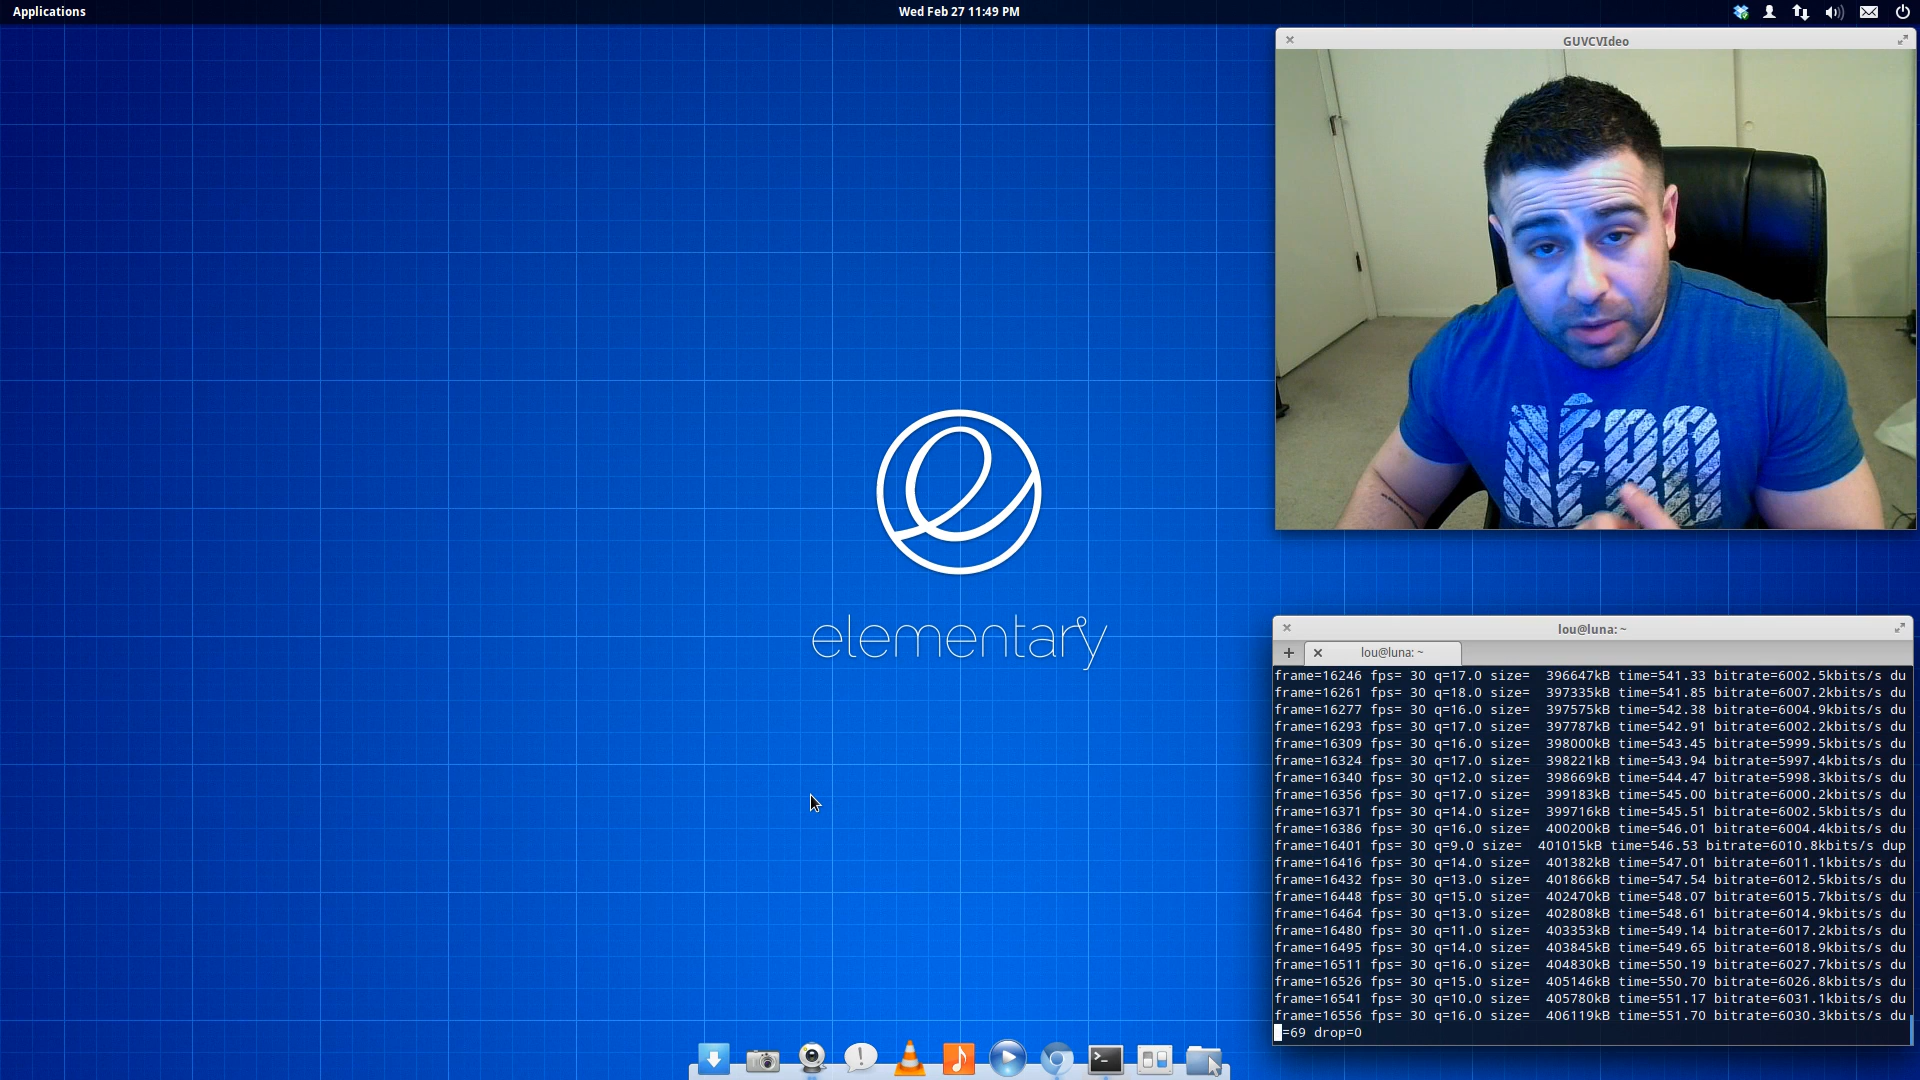 Applications
Wed Feb 27 11:49 PM
GUVCVIdeo
AÉRO
elementary
lou@luna: ~
lou@luna: ~
frame=16246 fps= 30 q=17.0 size=  396647kB time=541.33 bitrate=6002.5kbits/s du
frame=16261 fps= 30 q=18.0 size=  397335kB time=541.85 bitrate=6007.2kbits/s du
frame=16277 fps= 30 q=16.0 size=  397575kB time=542.38 bitrate=6004.9kbits/s du
frame=16293 fps= 30 q=17.0 size=  397787kB time=542.91 bitrate=6002.2kbits/s du
frame=16309 fps= 30 q=16.0 size=  398000kB time=543.45 bitrate=5999.5kbits/s du
frame=16324 fps= 30 q=17.0 size=  398221kB time=543.94 bitrate=5997.4kbits/s du
frame=16340 fps= 30 q=12.0 size=  398669kB time=544.47 bitrate=5998.3kbits/s du
frame=16356 fps= 30 q=17.0 size=  399183kB time=545.00 bitrate=6000.2kbits/s du
frame=16371 fps= 30 q=14.0 size=  399716kB time=545.51 bitrate=6002.5kbits/s du
frame=16386 fps= 30 q=16.0 size=  400200kB time=546.01 bitrate=6004.4kbits/s du
frame=16401 fps= 30 q=9.0 size=  401015kB time=546.53 bitrate=6010.8kbits/s dup
frame=16416 fps= 30 q=14.0 size=  401382kB time=547.01 bitrate=6011.1kbits/s du
frame=16432 fps= 30 q=13.0 size=  401866kB time=547.54 bitrate=6012.5kbits/s du
frame=16448 fps= 30 q=15.0 size=  402470kB time=548.07 bitrate=6015.7kbits/s du
frame=16464 fps= 30 q=13.0 size=  402808kB time=548.61 bitrate=6014.9kbits/s du
frame=16480 fps= 30 q=11.0 size=  403353kB time=549.14 bitrate=6017.2kbits/s du
frame=16495 fps= 30 q=14.0 size=  403845kB time=549.65 bitrate=6018.9kbits/s du
frame=16511 fps= 30 q=16.0 size=  404830kB time=550.19 bitrate=6027.7kbits/s du
frame=16526 fps= 30 q=15.0 size=  405146kB time=550.70 bitrate=6026.8kbits/s du
frame=16541 fps= 30 q=10.0 size=  405780kB time=551.17 bitrate=6031.1kbits/s du
frame=16556 fps= 30 q=16.0 size=  406119kB time=551.70 bitrate=6030.3kbits/s du
=69 drop=0